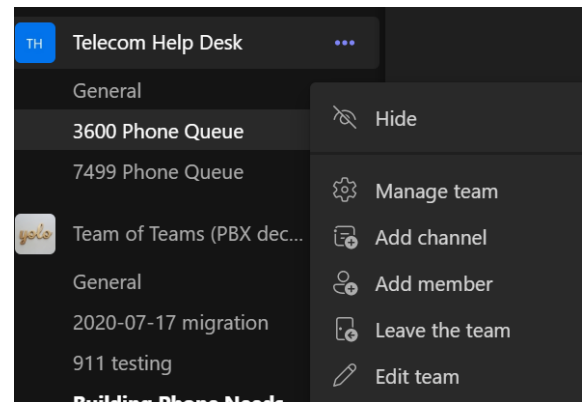 TH Telecom Help Desk
General
3600 Phone Queue
7499 Phone Queue
yolo Team of Teams (PBX dec...
General
2020-07-17 migration
911 testing
Building Phone Needs
Hide
Manage team
Add channel
Add member
Leave the team
Edit team